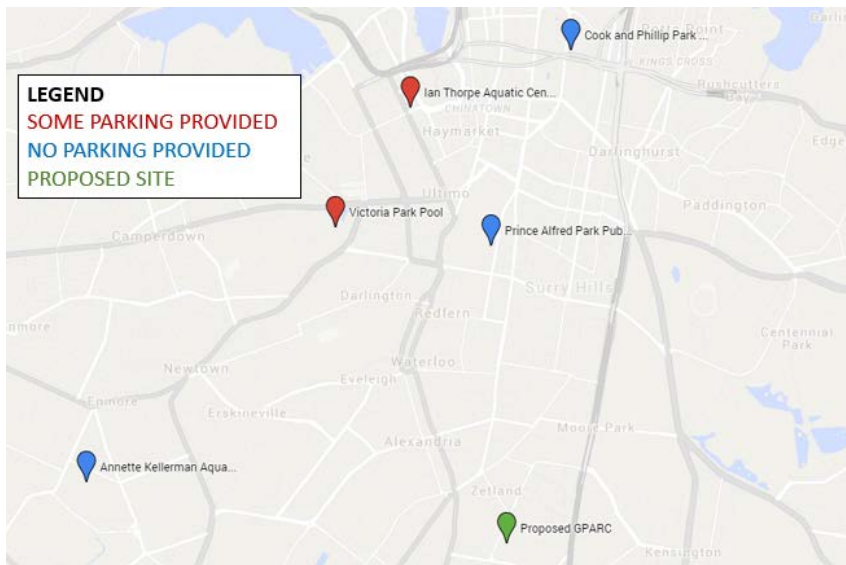 Cook and Phillip Park ...
KINGS CROSS
Rushcutters
Bay
LEGEND
SOME PARKING PROVIDED
NO PARKING PROVIDED
PROPOSED SITE
Ian Thorpe Aquatic Cen...
CHINATOWN
Haymarket
Darlinghurst
Edge
Ultimo
Paddington
Victoria Park Pool
Prince Alfred Park Pub...
Camperdown
Surry Hills
Darlington
Redfern
Centennial
Park
Waterloo
Newtown
Eveleigh
Enmore
Erskineville
Moore Park
Alexandria
Annette Kellerman Aqua...
Zetland
Proposed GPARC
Kensington